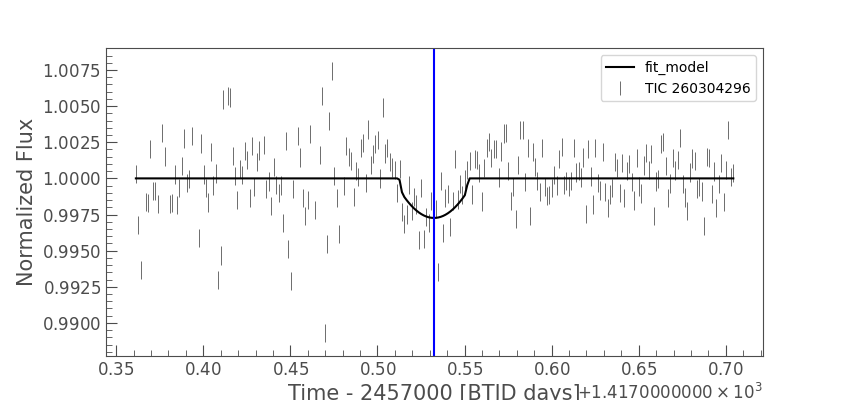 fit_model
TIC 260304296
Normalized Flux
1.0075
1.0050
1.0025
1.0000
0.9975
0.9950
0.9925
0.9900
0.35 0.40 0.45 0.50 0.55 0.60 0.65 0.70
Time - 2457000 [BTJD days]
+1.4170000000 × 10³